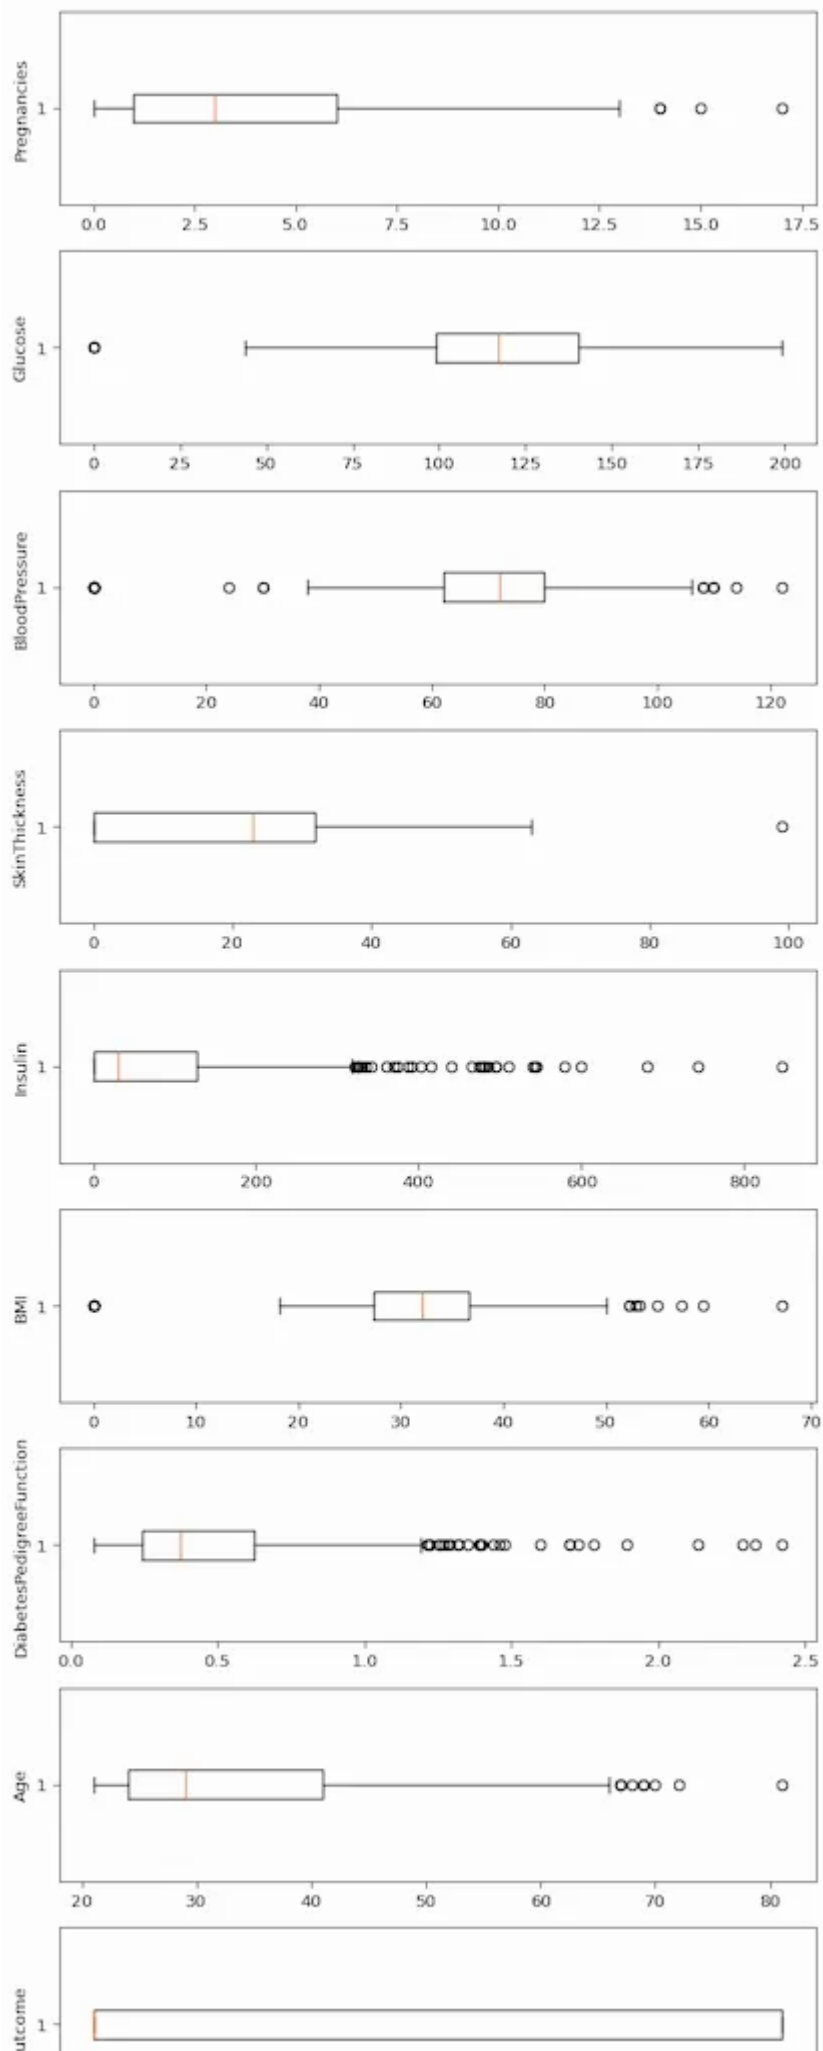 Pregnancies
1
0.0 2.5 5.0 7.5 10.0 12.5 15.0 17.5
Glucose
1
0 25 50 75 100 125 150 175 200
BloodPressure
1
0 20 40 60 80 100 120
SkinThickness
1
0 20 40 60 80 100
Insulin
1
0 200 400 600 800
BMI
1
0 10 20 30 40 50 60 70
DiabetesPedigreeFunction
1
0.0 0.5 1.0 1.5 2.0 2.5
Age
1
20 30 40 50 60 70 80
utcome
1